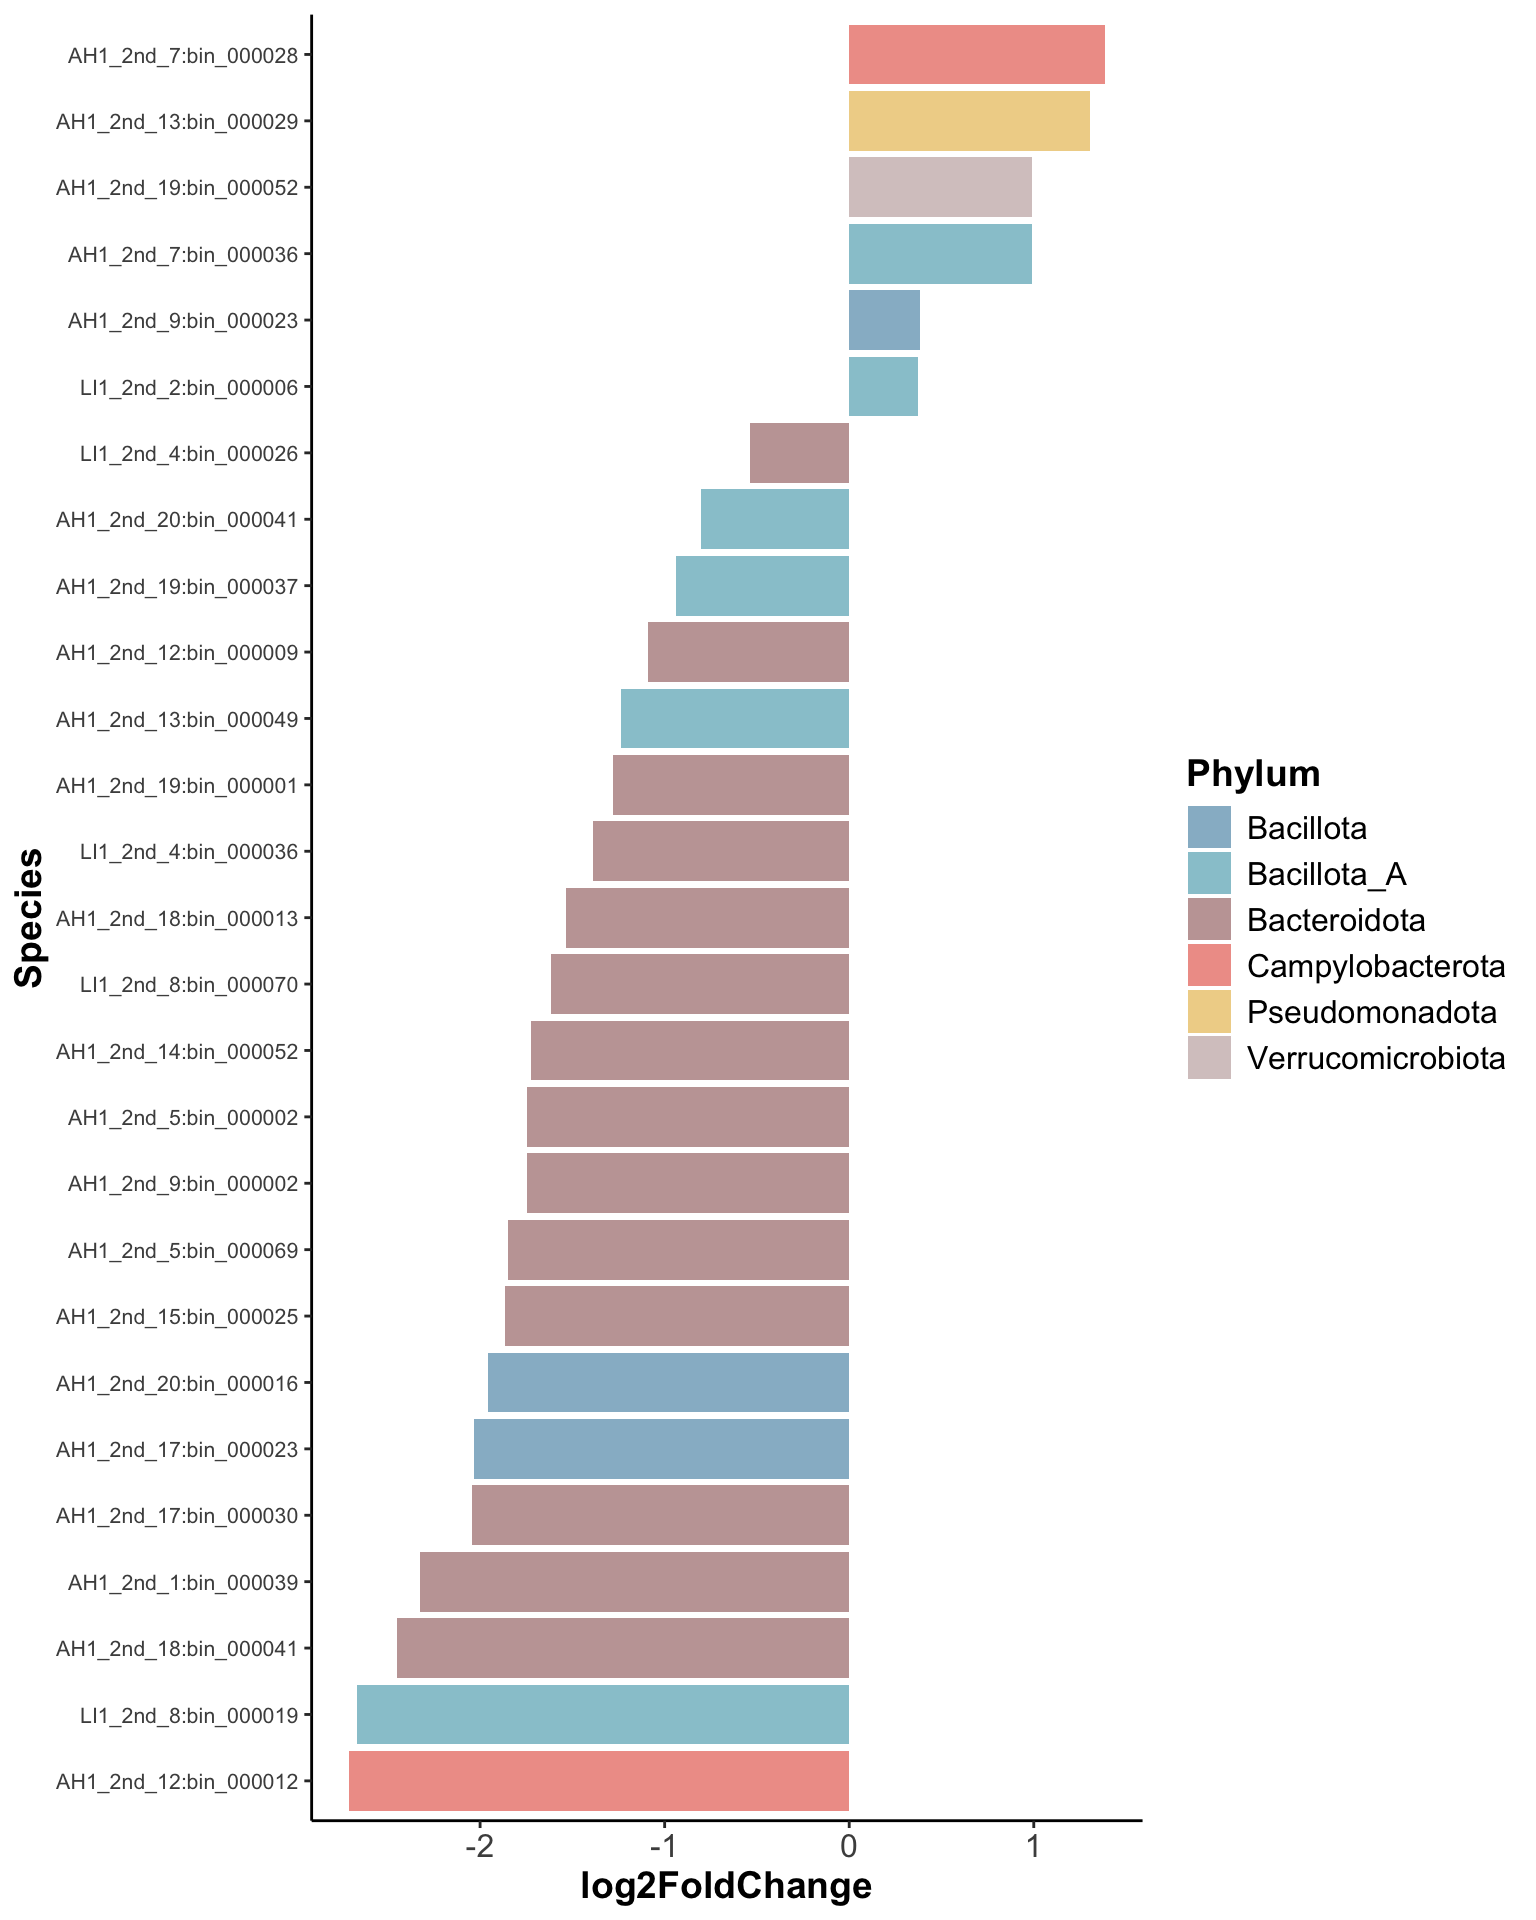 AH1_2nd_7:bin_000028
AH1_2nd_13:bin_000029
AH1_2nd_19:bin_000052
AH1_2nd_7:bin_000036
AH1_2nd_9:bin_000023
LI1_2nd_2:bin_000006
LI1_2nd_4:bin_000026
AH1_2nd_20:bin_000041
AH1_2nd_19:bin_000037
AH1_2nd_12:bin_000009
AH1_2nd_13:bin_000049
AH1_2nd_19:bin_000001
LI1_2nd_4:bin_000036
AH1_2nd_18:bin_000013
LI1_2nd_8:bin_000070
AH1_2nd_14:bin_000052
AH1_2nd_5:bin_000002
AH1_2nd_9:bin_000002
AH1_2nd_5:bin_000069
AH1_2nd_15:bin_000025
AH1_2nd_20:bin_000016
AH1_2nd_17:bin_000023
AH1_2nd_17:bin_000030
AH1_2nd_1:bin_000039
AH1_2nd_18:bin_000041
LI1_2nd_8:bin_000019
AH1_2nd_12:bin_000012
Species
-2 -1 0 1
log2FoldChange
Phylum
Bacillota
Bacillota_A
Bacteroidota
Campylobacterota
Pseudomonadota
Verrucomicrobiota